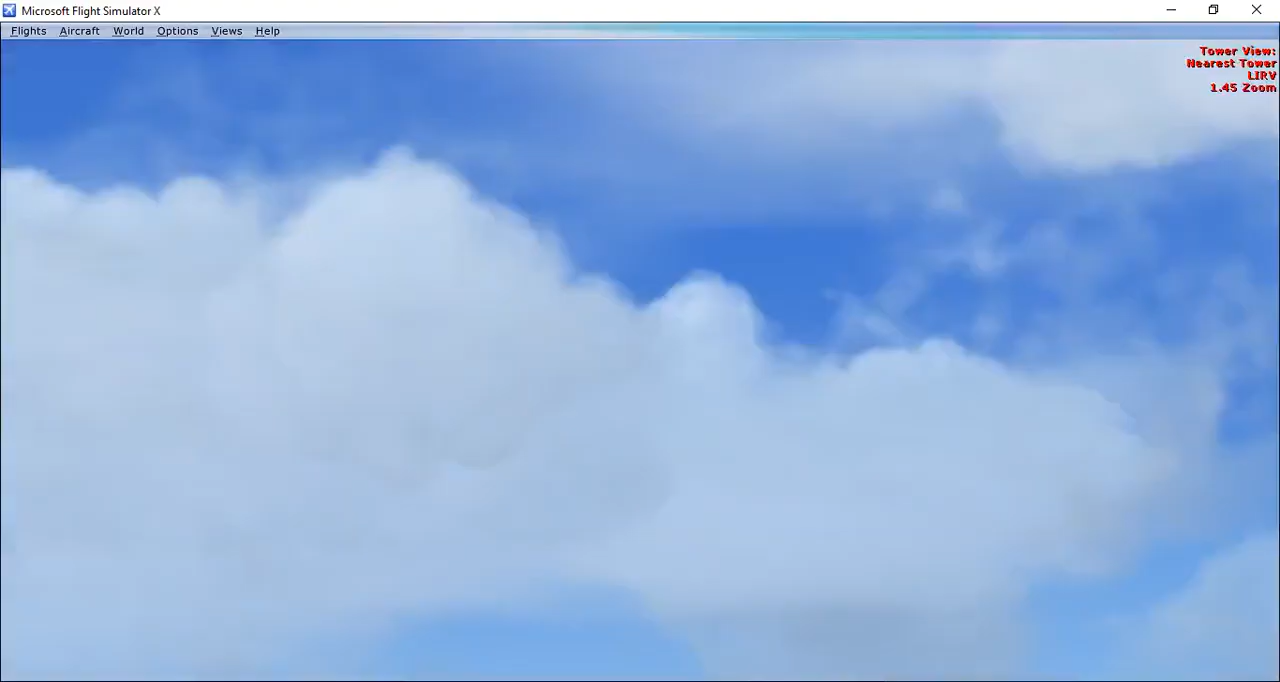 Microsoft Flight Simulator X
Flights Aircraft World Options Views Help
Tower View:
Nearest Tower
LIRV
1.45 Zoom